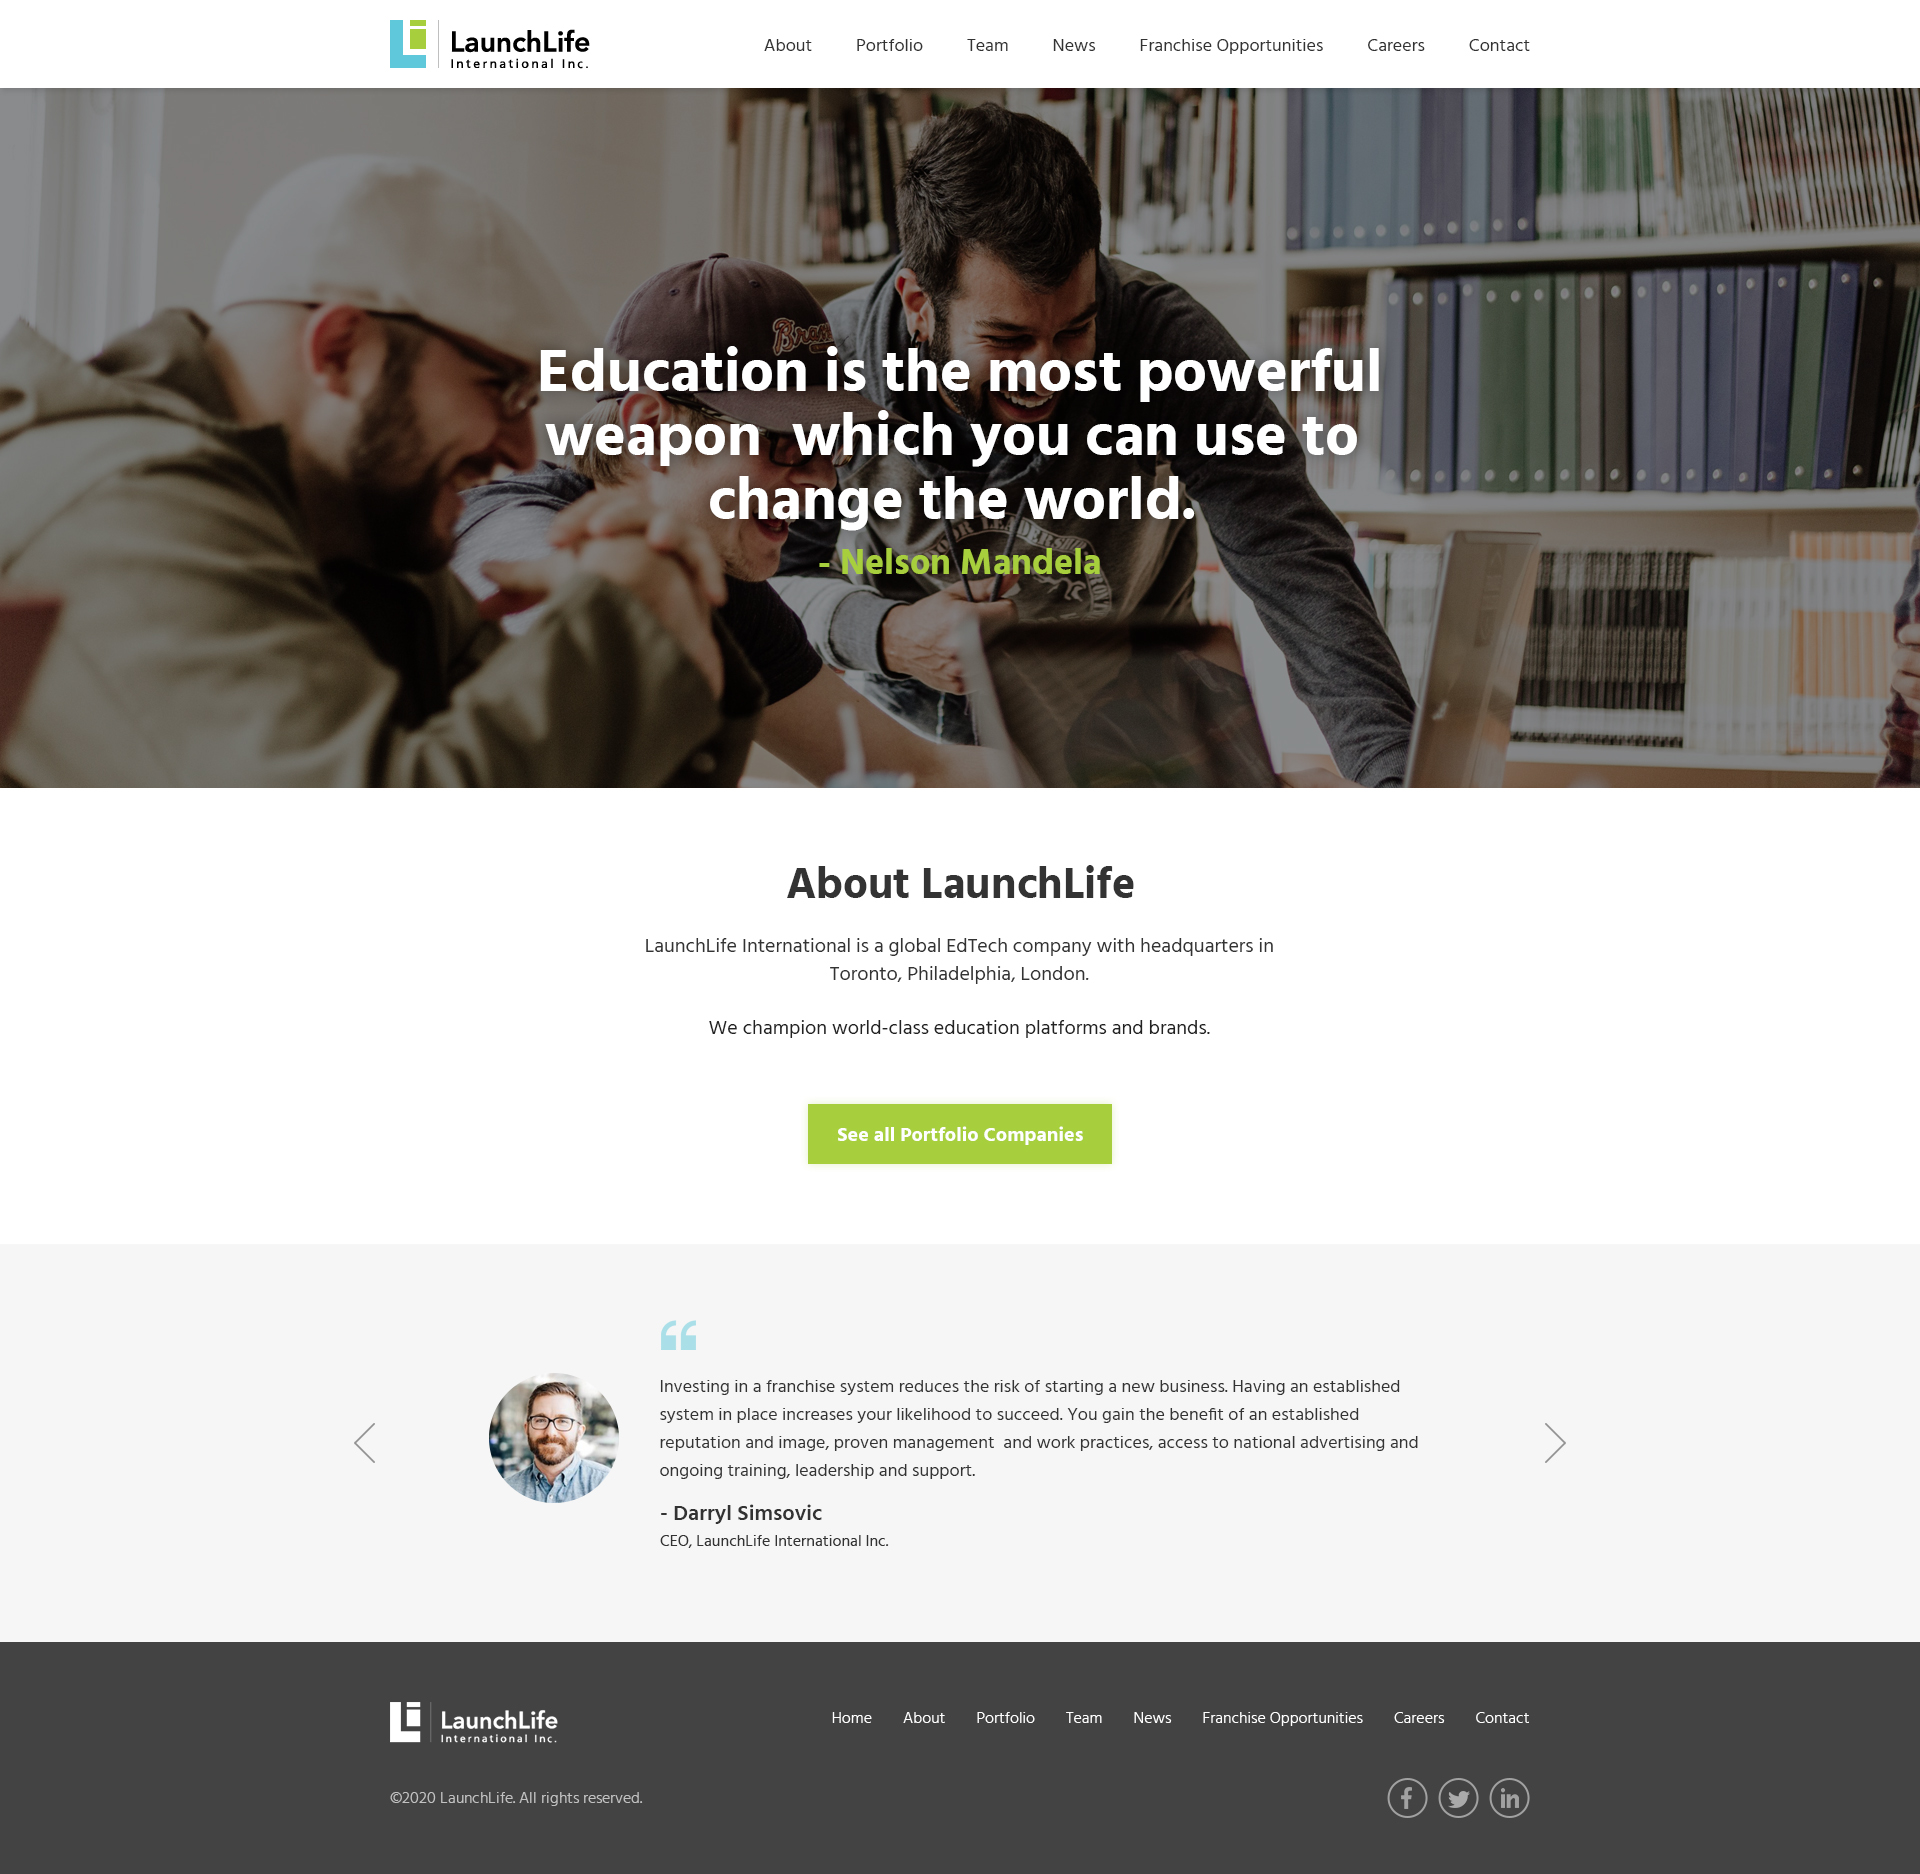 LaunchLife
International Inc.
About Portfolio Team News Franchise Opportunities Careers Contact
Education is the most powerful
weapon  which you can use to
change the world.
- Nelson Mandela
About LaunchLife
LaunchLife International is a global EdTech company with headquarters in
Toronto, Philadelphia, London.
We champion world-class education platforms and brands.
See all Portfolio Companies
“
Investing in a franchise system reduces the risk of starting a new business. Having an established
system in place increases your likelihood to succeed. You gain the benefit of an established
reputation and image, proven management  and work practices, access to national advertising and
ongoing training, leadership and support.
- Darryl Simsovic
CEO, LaunchLife International Inc.
LaunchLife
International Inc.
Home About Portfolio Team News Franchise Opportunities Careers Contact
©2020 LaunchLife. All rights reserved.